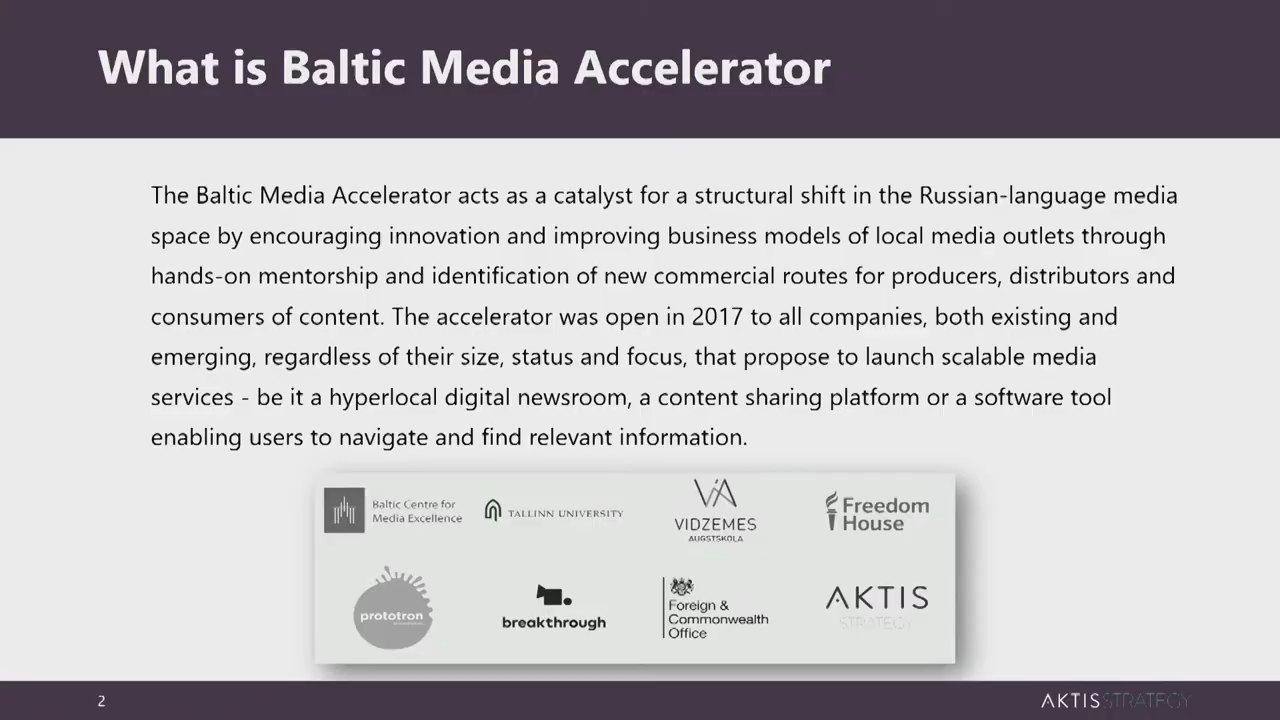 What is Baltic Media Accelerator
The Baltic Media Accelerator acts as a catalyst for a structural shift in the Russian-language media
space by encouraging innovation and improving business models of local media outlets through
hands-on mentorship and identification of new commercial routes for producers, distributors and
consumers of content. The accelerator was open in 2017 to all companies, both existing and
emerging, regardless of their size, status and focus, that propose to launch scalable media
services - be it a hyperlocal digital newsroom, a content sharing platform or a software tool
enabling users to navigate and find relevant information.
Baltic Centre for
Media Excellence
TALLINN UNIVERSITY
VIA
VIDZEMES
AUGSTSKOLA
Freedom
House
prototron
breakthrough
Foreign &
Commonwealth
Office
AKTIS
STRATEGY
2
AKTIS STRATEGY